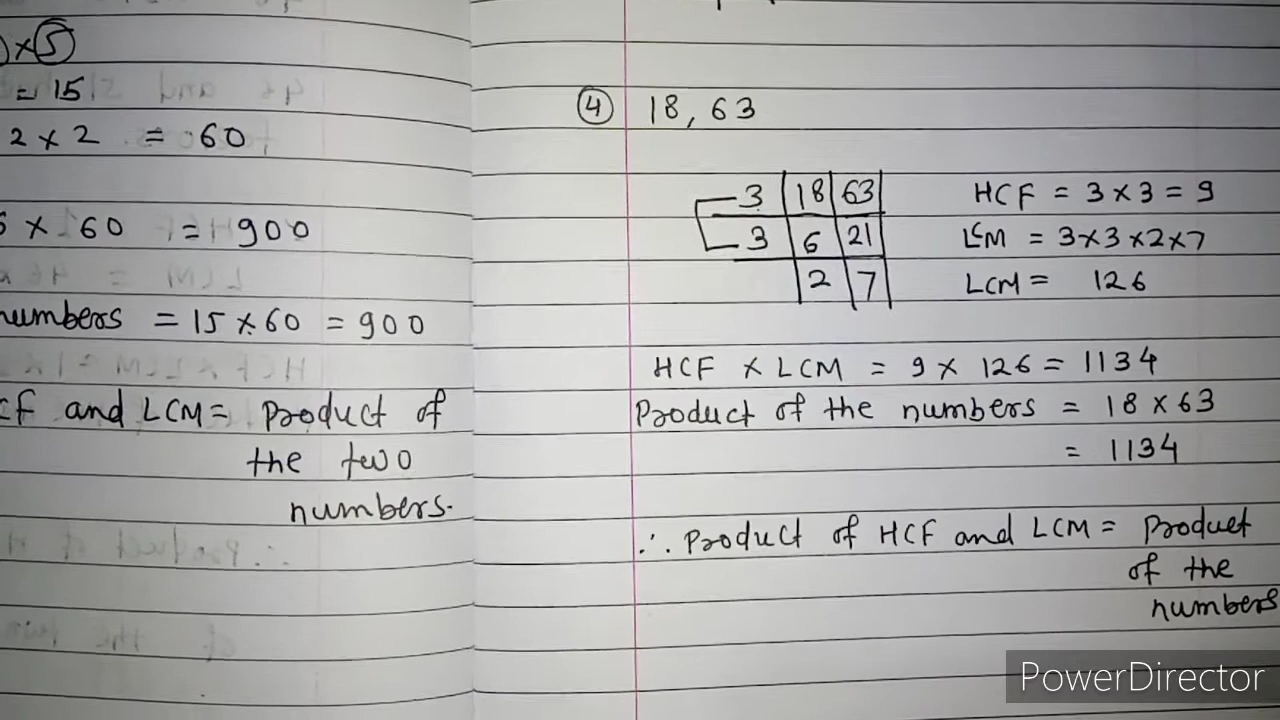 ×5
= 15
2 × 2 = 60
× 60 = 900
numbers = 15 × 60 = 900
CF and LCM = product of
the two
numbers.
④ 18, 63
3 | 18 | 63
3 | 6 | 21
2 | 7
HCF = 3 × 3 = 9
LCM = 3×3×2×7
LCM = 126
HCF × LCM = 9 × 126 = 1134
Product of the numbers = 18 × 63
= 1134
∴ Product of HCF and LCM = product
of the
numbers
PowerDirector